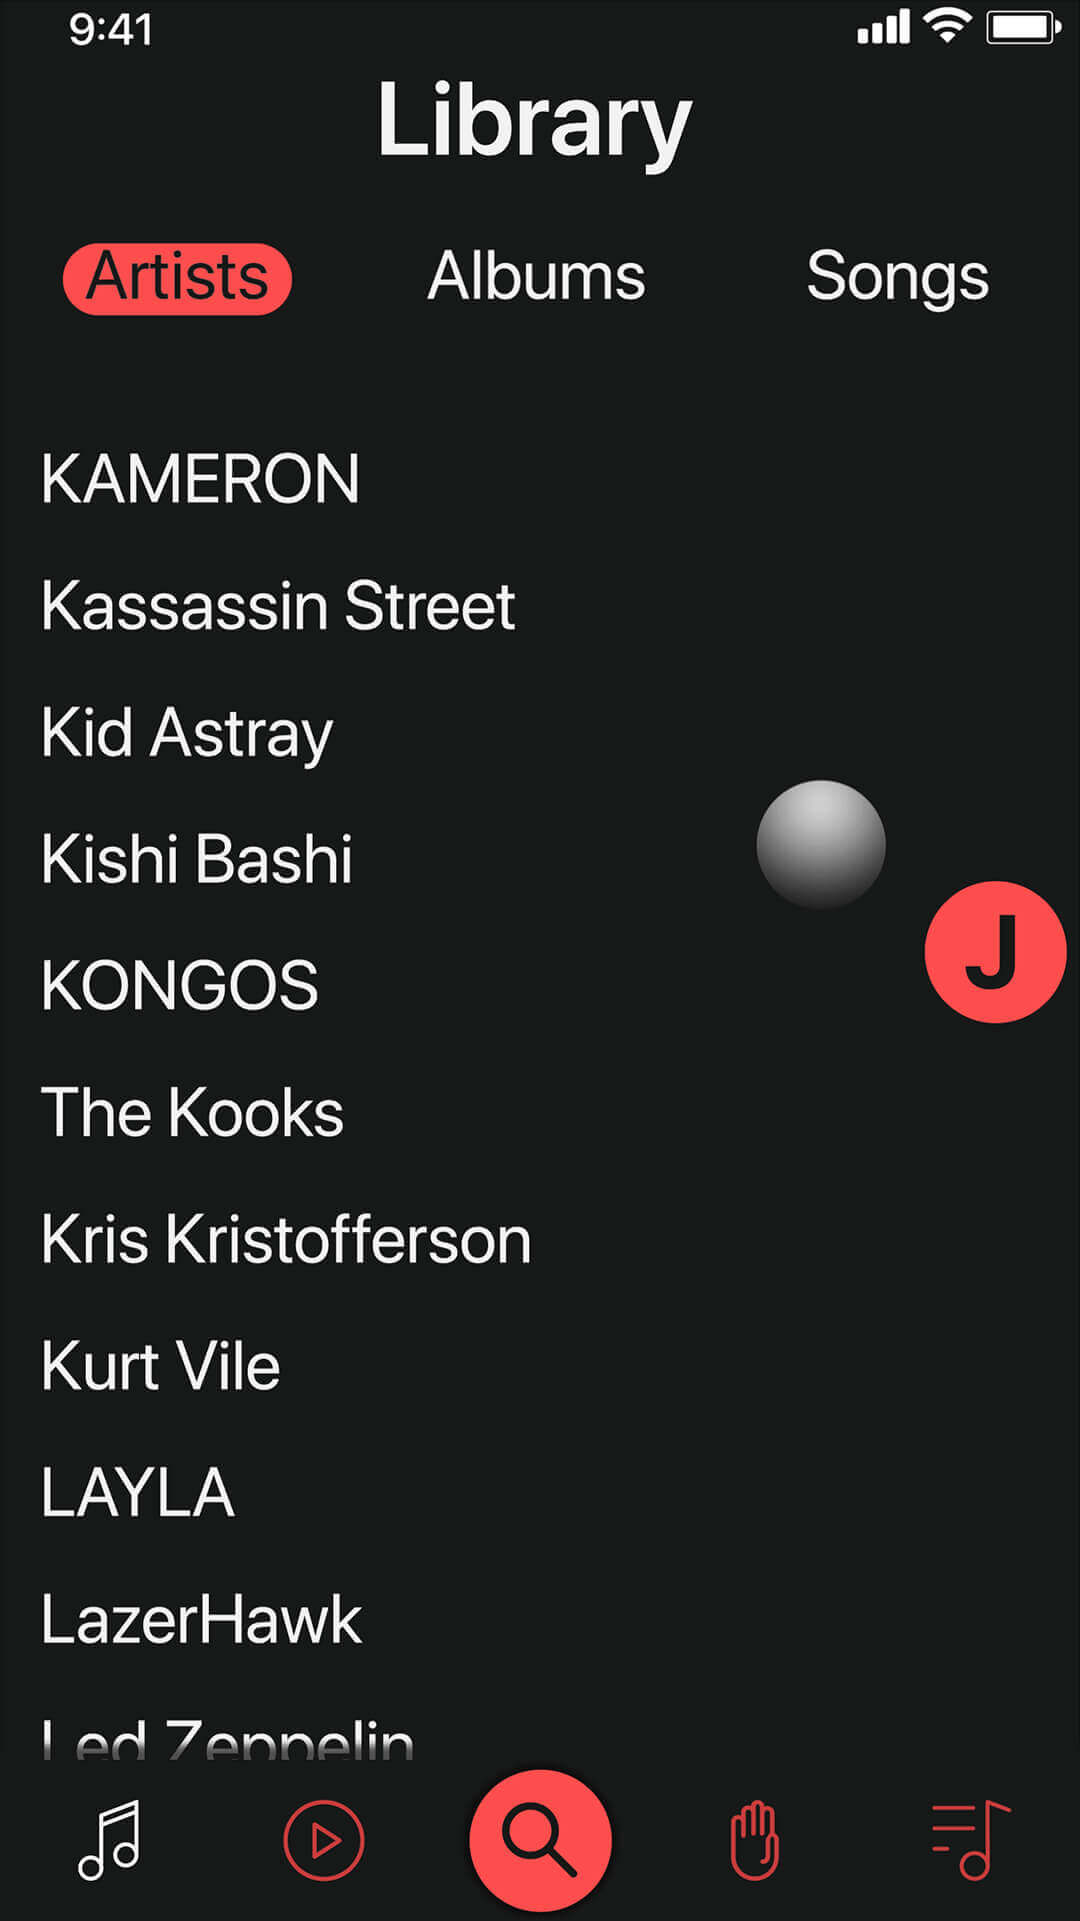 9:41
Library
Artists Albums Songs
KAMERON
Kassassin Street
Kid Astray
Kishi Bashi
KONGOS
J
The Kooks
Kris Kristofferson
Kurt Vile
LAYLA
LazerHawk
Led Zeppelin